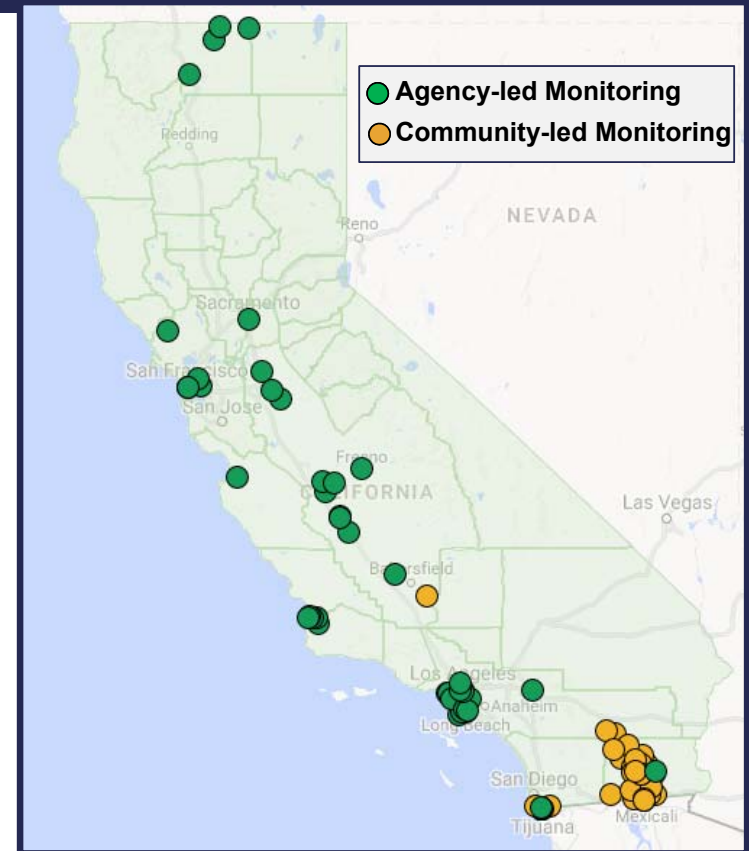 Agency-led Monitoring
Community-led Monitoring
Redding
Reno
NEVADA
Sacramento
San Francisco
San Jose
Fresno
CALIFORNIA
Las Vegas
Bakersfield
Los Angeles
Anaheim
Long Beach
San Diego
Mexicali
Tijuana